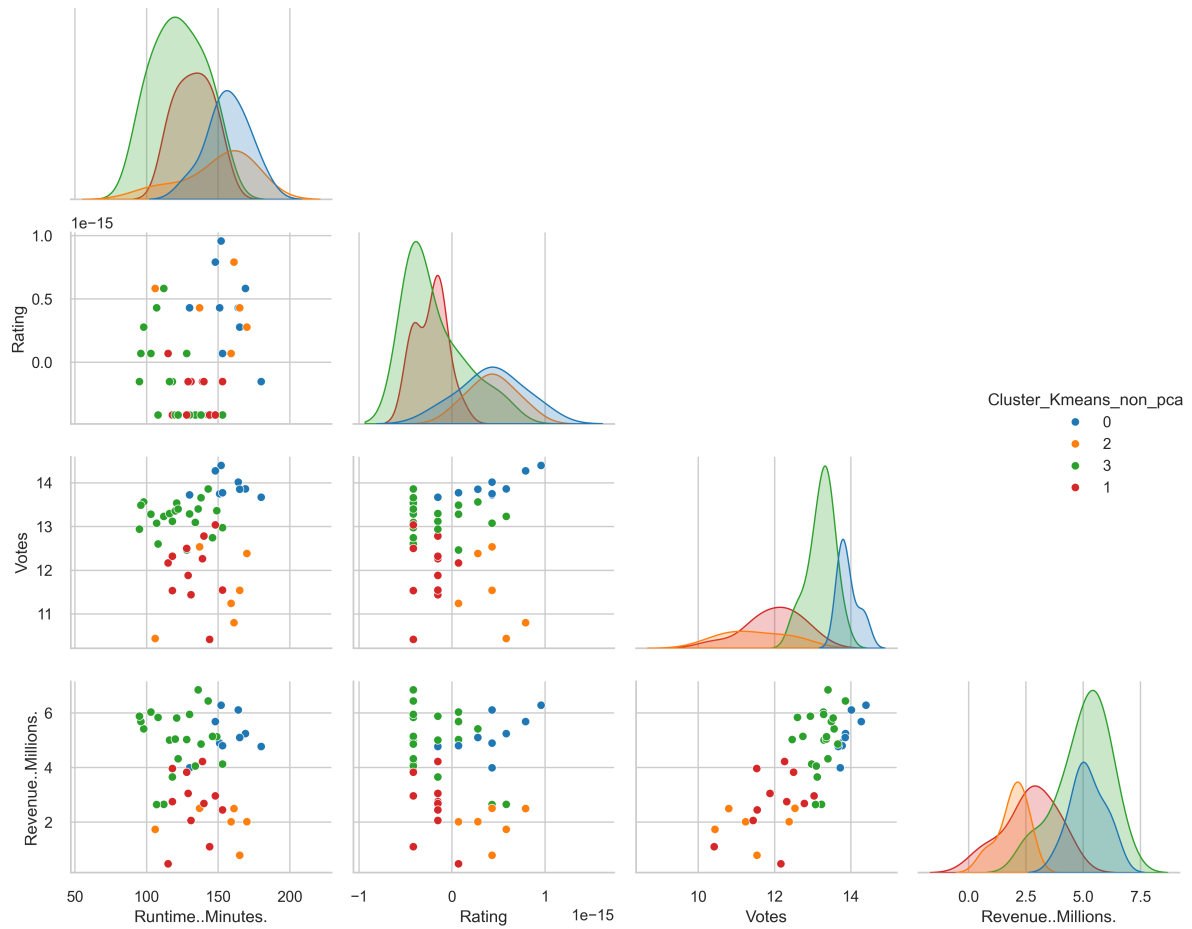 1e−15
1.0
0.5
0.0
Rating
Cluster_Kmeans_non_pca
0
2
3
1
14
13
12
11
Votes
6
4
2
Revenue..Millions.
50 100 150 200
−1 0 1
10 12 14
0.0 2.5 5.0 7.5
1e−15
Runtime..Minutes. Rating Votes Revenue..Millions.